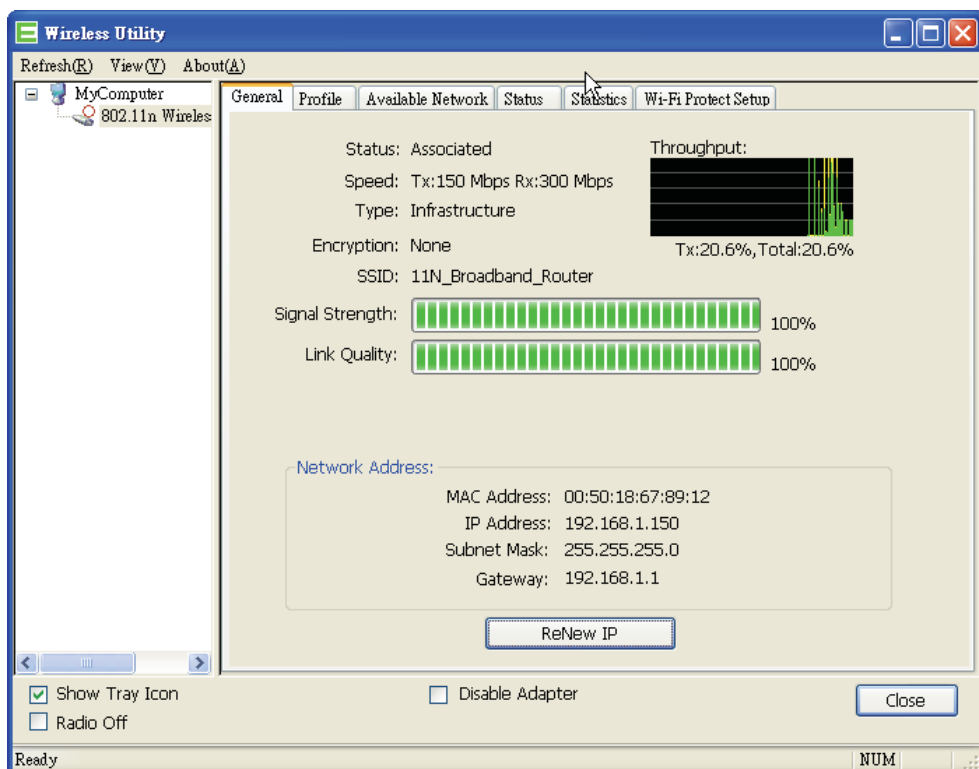 Wireless Utility
Refresh(R) View(V) About(A)
MyComputer
802.11n Wireles
General Profile Available Network Status Statistics Wi-Fi Protect Setup
Status: Associated
Speed: Tx:150 Mbps Rx:300 Mbps
Type: Infrastructure
Encryption: None
SSID: 11N_Broadband_Router
Throughput:
Tx:20.6%,Total:20.6%
Signal Strength: 100%
Link Quality: 100%
Network Address:
MAC Address: 00:50:18:67:89:12
IP Address: 192.168.1.150
Subnet Mask: 255.255.255.0
Gateway: 192.168.1.1
ReNew IP
Show Tray Icon
Radio Off
Disable Adapter
Close
Ready
NUM